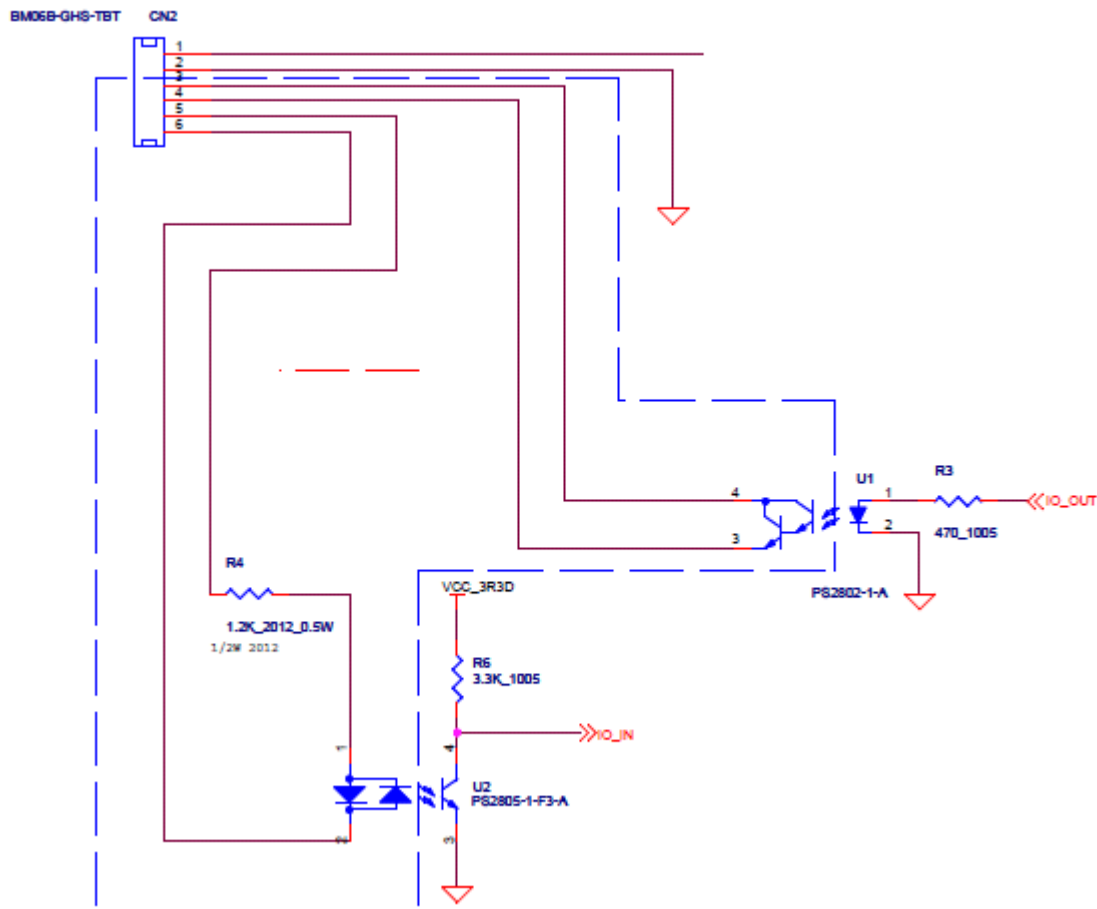 BM06B-GHS-TBT CN2
1
2
3
4
5
6
4
3
U1
1
2
R3
470_1005
IO_OUT
PS2802-1-A
R4
1.2K_2012_0.5W
1/2W 2012
VCC_3R3D
R6
3.3K_1005
IO_IN
1
2
4
3
U2
PS2805-1-F3-A